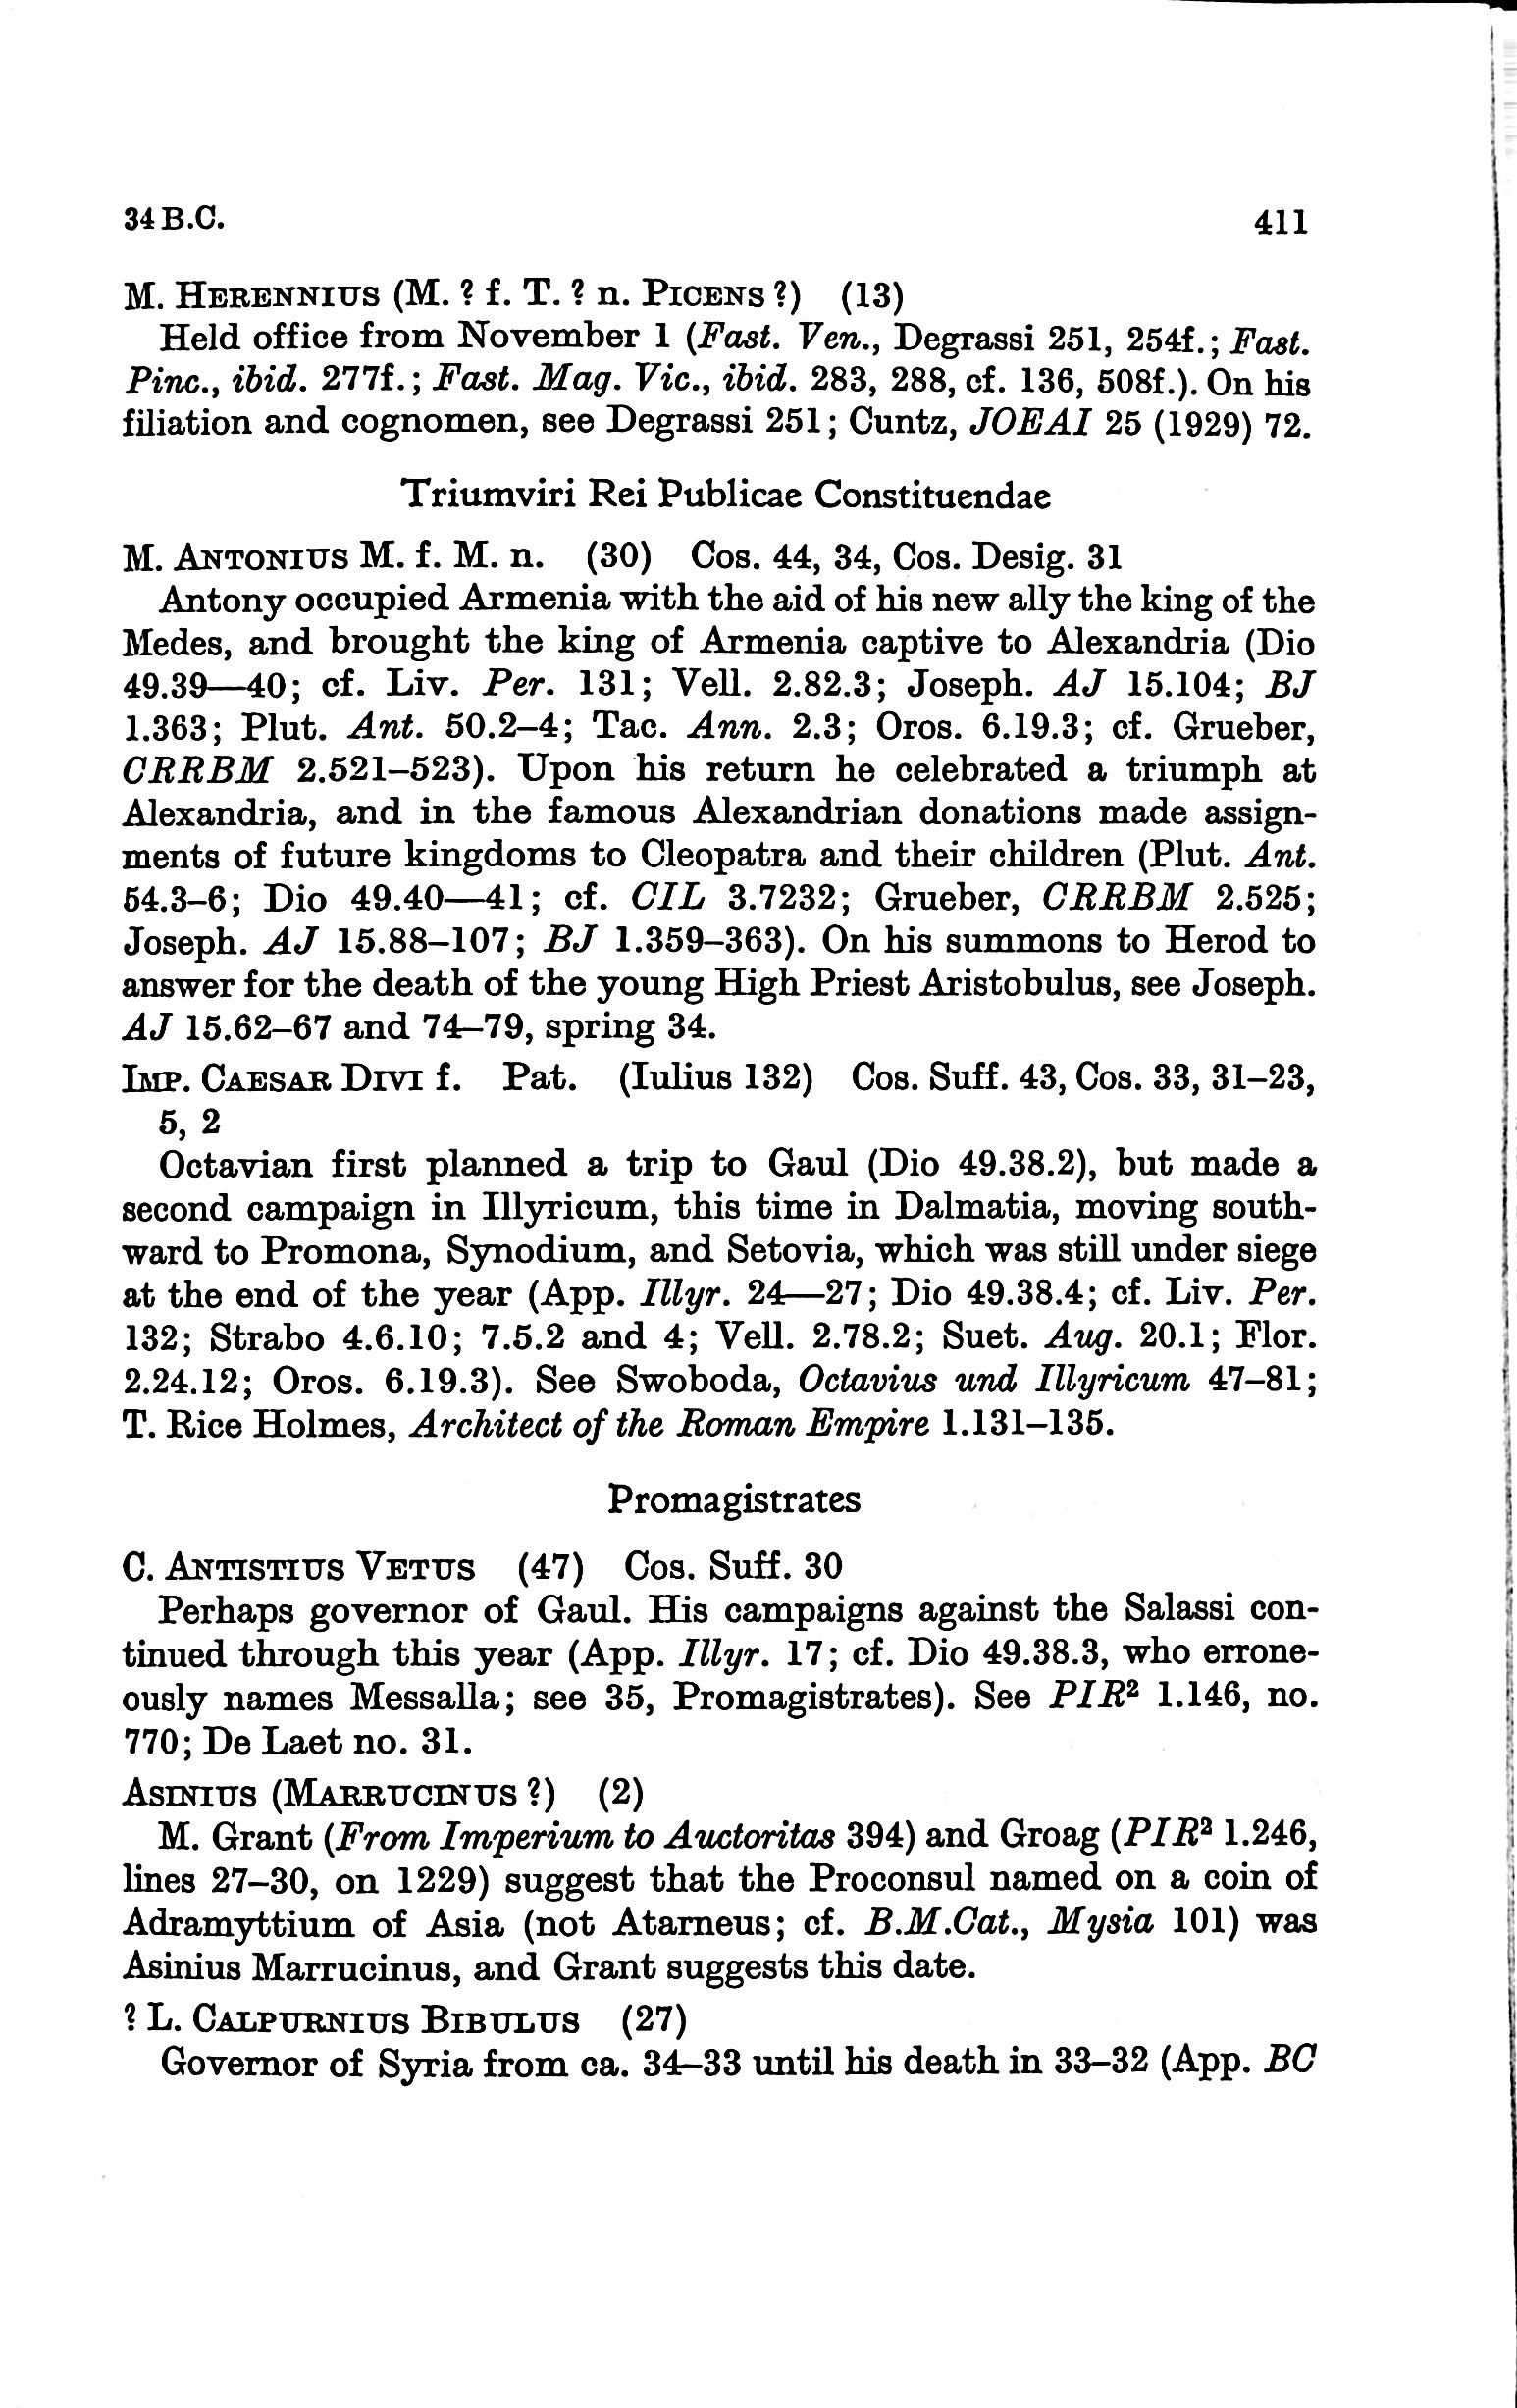 34 B.C. 411
M. HERENNIUS (M. ? f. T. ? n. PICENS ?) (13)
Held office from November 1 (Fast. Ven., Degrassi 251, 254f.; Fast.
Pinc., ibid. 277f.; Fast. Mag. Vic., ibid. 283, 288, cf. 136, 508f.). On his
filiation and cognomen, see Degrassi 251; Cuntz, JOEAI 25 (1929) 72.
Triumviri Rei Publicae Constituendae
M. ANTONIUS M. f. M. n. (30) Cos. 44, 34, Cos. Desig. 31
Antony occupied Armenia with the aid of his new ally the king of the
Medes, and brought the king of Armenia captive to Alexandria (Dio
49.39—40; cf. Liv. Per. 131; Vell. 2.82.3; Joseph. AJ 15.104; BJ
1.363; Plut. Ant. 50.2–4; Tac. Ann. 2.3; Oros. 6.19.3; cf. Grueber,
CRRBM 2.521–523). Upon his return he celebrated a triumph at
Alexandria, and in the famous Alexandrian donations made assign-
ments of future kingdoms to Cleopatra and their children (Plut. Ant.
54.3–6; Dio 49.40—41; cf. CIL 3.7232; Grueber, CRRBM 2.525;
Joseph. AJ 15.88–107; BJ 1.359–363). On his summons to Herod to
answer for the death of the young High Priest Aristobulus, see Joseph.
AJ 15.62–67 and 74–79, spring 34.
IMP. CAESAR DIVI f. Pat. (Iulius 132) Cos. Suff. 43, Cos. 33, 31–23,
5, 2
Octavian first planned a trip to Gaul (Dio 49.38.2), but made a
second campaign in Illyricum, this time in Dalmatia, moving south-
ward to Promona, Synodium, and Setovia, which was still under siege
at the end of the year (App. Illyr. 24—27; Dio 49.38.4; cf. Liv. Per.
132; Strabo 4.6.10; 7.5.2 and 4; Vell. 2.78.2; Suet. Aug. 20.1; Flor.
2.24.12; Oros. 6.19.3). See Swoboda, Octavius und Illyricum 47–81;
T. Rice Holmes, Architect of the Roman Empire 1.131–135.
Promagistrates
C. ANTISTIUS VETUS (47) Cos. Suff. 30
Perhaps governor of Gaul. His campaigns against the Salassi con-
tinued through this year (App. Illyr. 17; cf. Dio 49.38.3, who errone-
ously names Messalla; see 35, Promagistrates). See PIR² 1.146, no.
770; De Laet no. 31.
ASINIUS (MARRUCINUS ?) (2)
M. Grant (From Imperium to Auctoritas 394) and Groag (PIR² 1.246,
lines 27–30, on 1229) suggest that the Proconsul named on a coin of
Adramyttium of Asia (not Atarneus; cf. B.M.Cat., Mysia 101) was
Asinius Marrucinus, and Grant suggests this date.
? L. CALPURNIUS BIBULUS (27)
Governor of Syria from ca. 34–33 until his death in 33–32 (App. BC